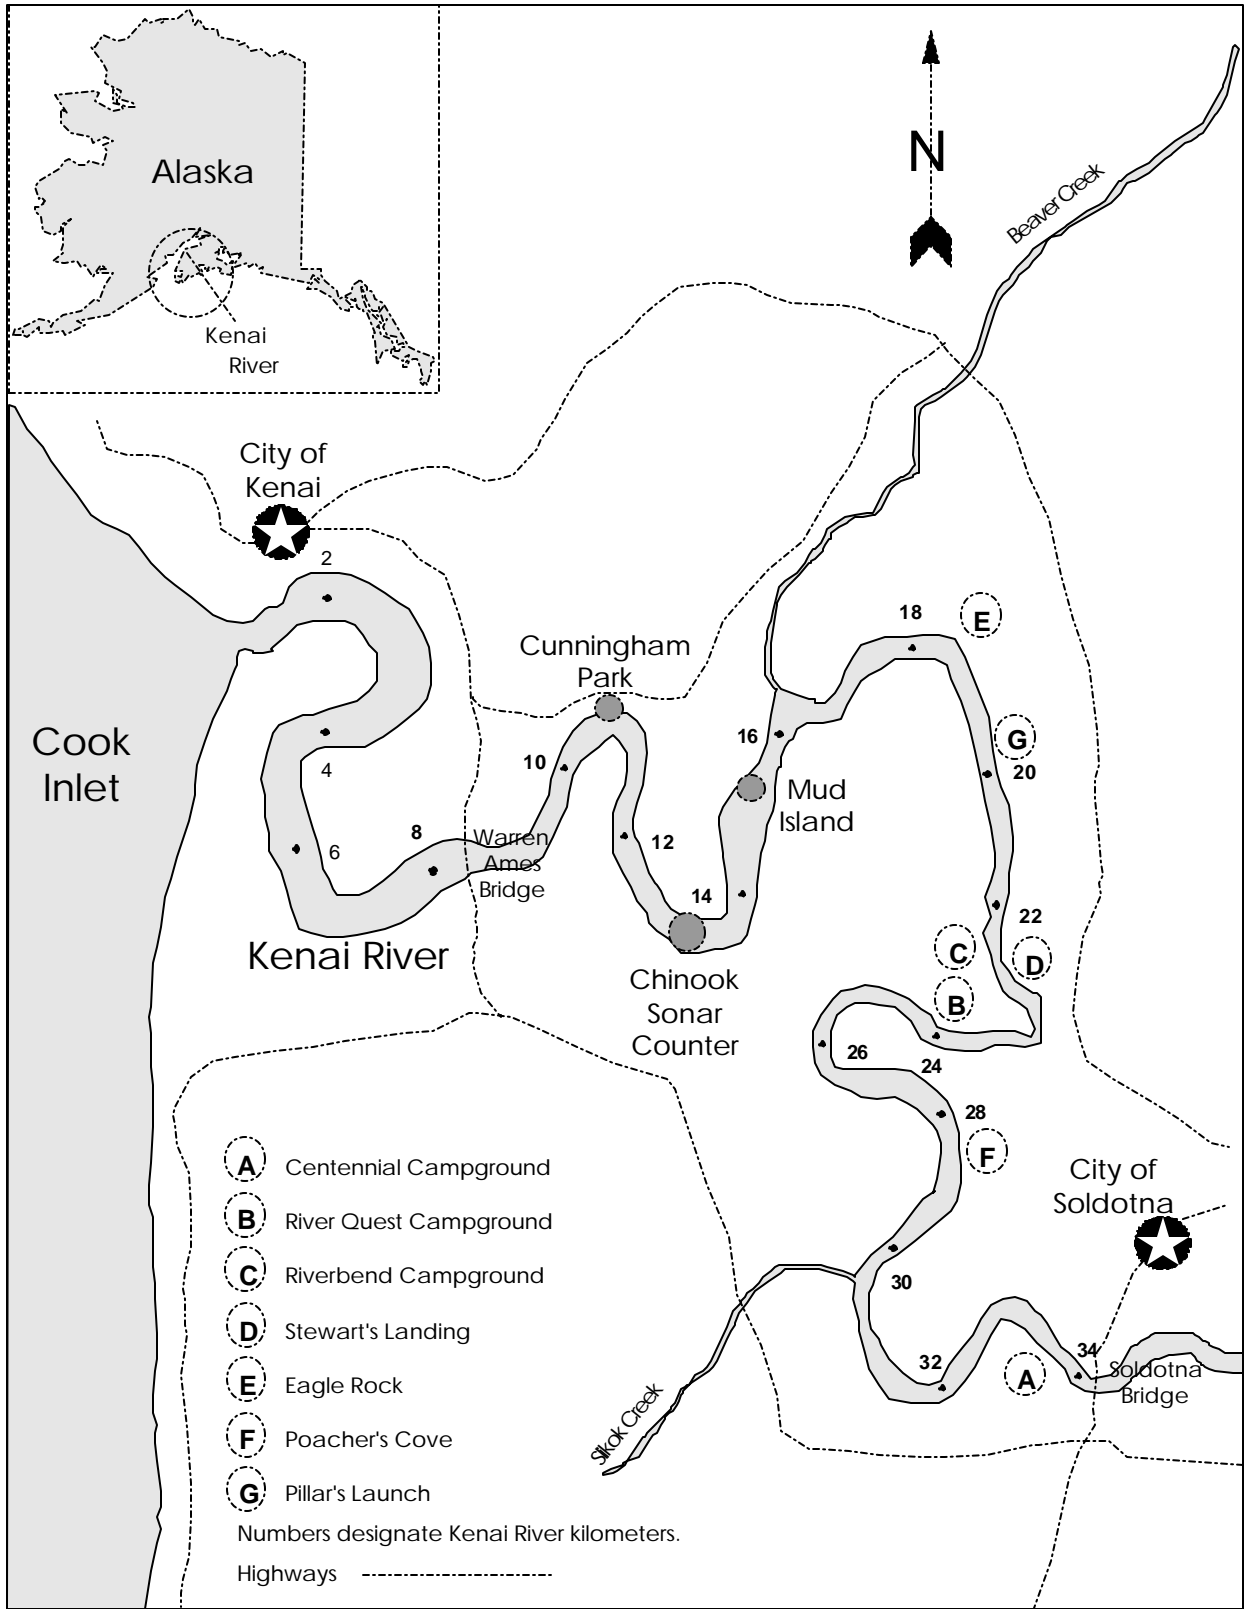 Alaska
Kenai
River
N
Beaver Creek
City of
Kenai
2
18
E
Cunningham
Park
Cook
Inlet
4
10
16
G
20
Mud
Island
6
8
Warren
Ames
Bridge
12
14
Kenai River
22
C
D
B
Chinook
Sonar
Counter
26
24
28
F
City of
Soldotna
30
32
34
A
Soldotna
Bridge
Slikok Creek
A Centennial Campground
B River Quest Campground
C Riverbend Campground
D Stewart's Landing
E Eagle Rock
F Poacher's Cove
G Pillar's Launch
Numbers designate Kenai River kilometers.
Highways